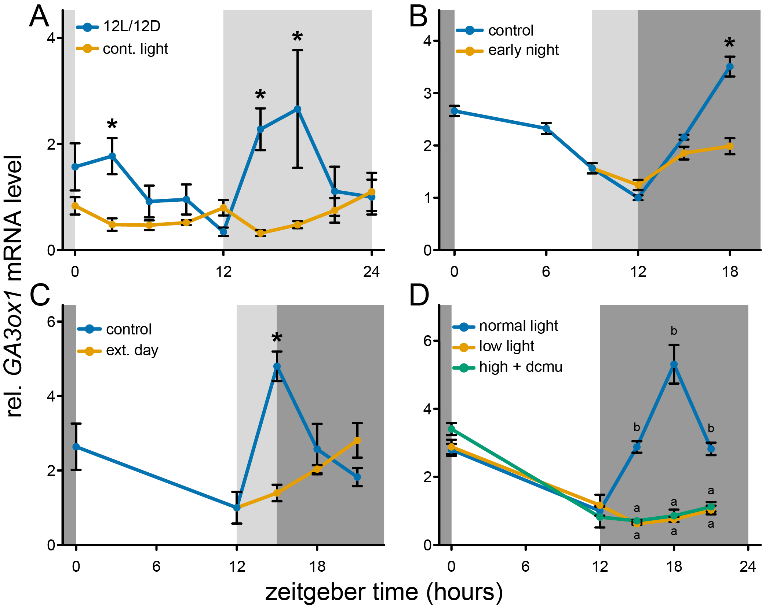 A
12L/12D
cont. light
*
*
*
4
2
0
0
12
24
B
control
early night
*
4
3
2
1
0
0
6
12
18
C
control
ext. day
*
6
4
2
0
0
6
12
18
D
normal light
low light
high + dcmu
b
b
b
a
a
a
a
a
a
6
4
2
0
0
6
12
18
24
rel. GA3ox1 mRNA level
zeitgeber time (hours)